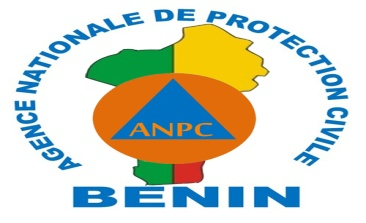 AGENCE NATIONALE DE PROTECTION CIVILE
ANPC
BENIN